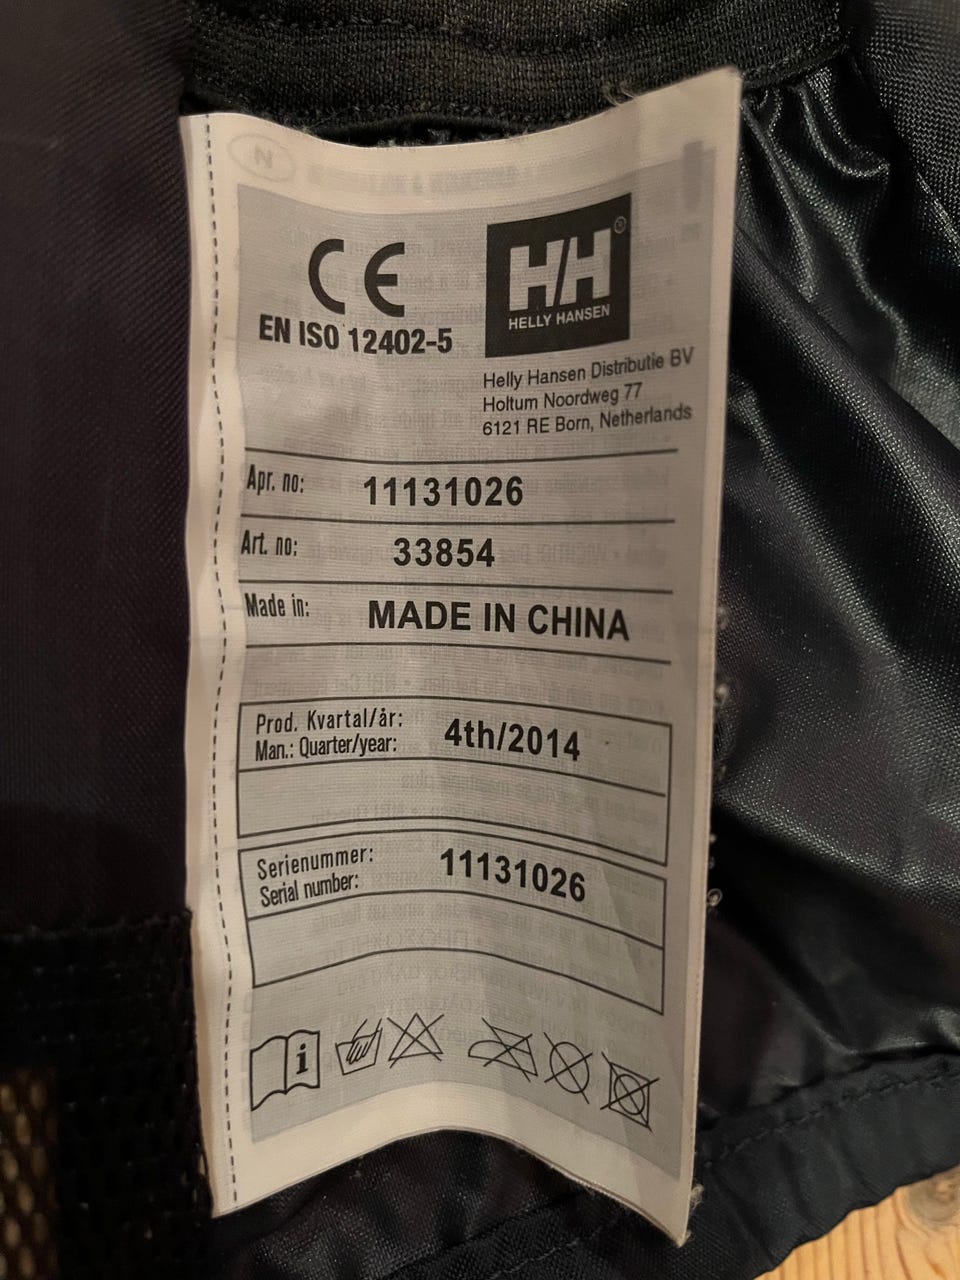 N
CE
EN ISO 12402-5
HH®
HELLY HANSEN
Helly Hansen Distributie BV
Holtum Noordweg 77
6121 RE Born, Netherlands
Apr. no: 11131026
Art. no: 33854
Made in: MADE IN CHINA
Prod. Kvartal/år:
Man.: Quarter/year: 4th/2014
Serienummer:
Serial number: 11131026
i